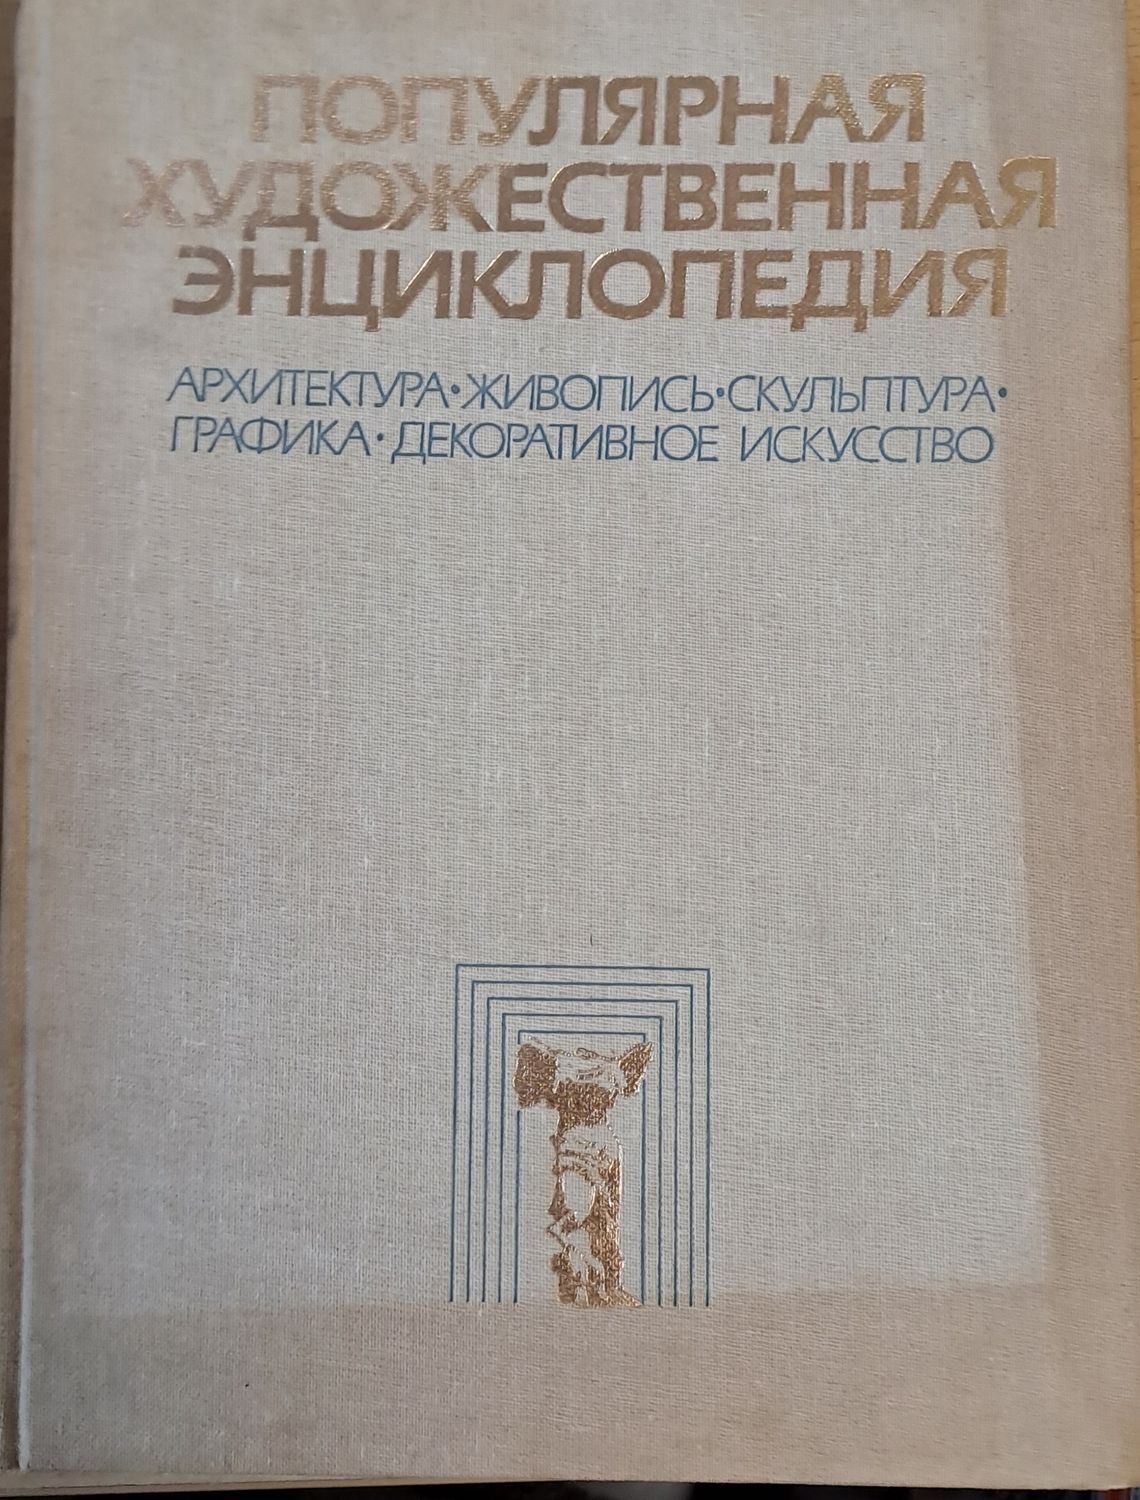 ПОПУЛЯРНАЯ
ХУДОЖЕСТВЕННАЯ
ЭНЦИКЛОПЕДИЯ
АРХИТЕКТУРА•ЖИВОПИСЬ•СКУЛЬПТУРА•
ГРАФИКА•ДЕКОРАТИВНОЕ ИСКУССТВО